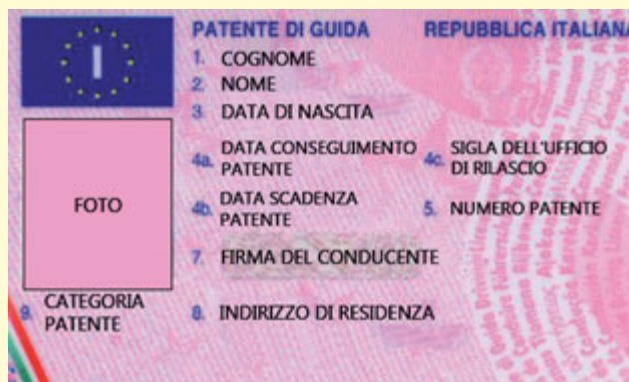 PATENTE DI GUIDA REPUBBLICA ITALIANA
I
1. COGNOME
2. NOME
3. DATA DI NASCITA
4a. DATA CONSEGUIMENTO
PATENTE
4c. SIGLA DELL'UFFICIO
DI RILASCIO
4b. DATA SCADENZA
PATENTE
5. NUMERO PATENTE
FOTO
7. FIRMA DEL CONDUCENTE
9. CATEGORIA
PATENTE
8. INDIRIZZO DI RESIDENZA